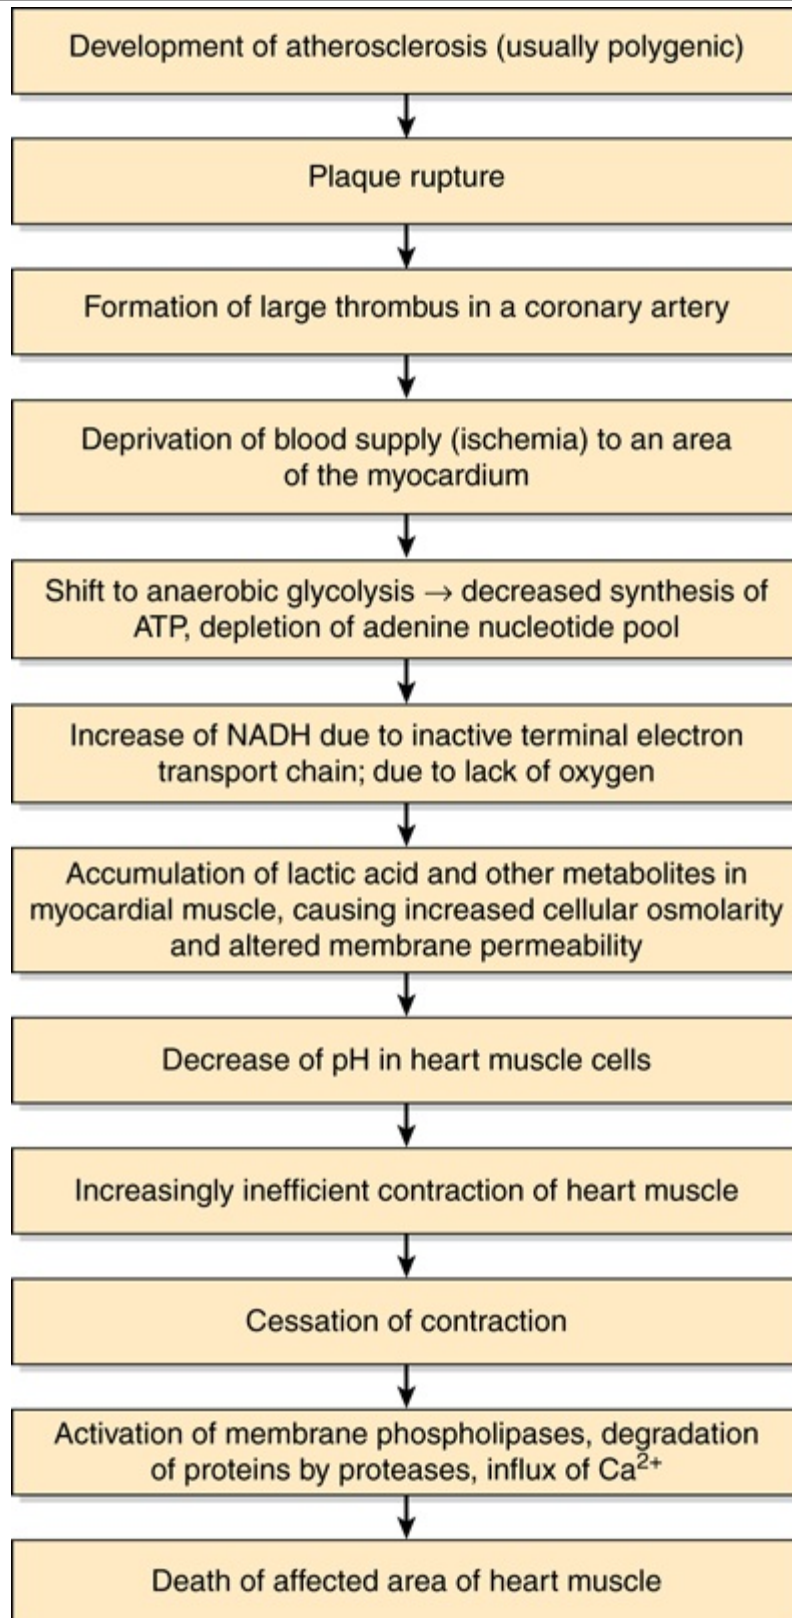 Development of atherosclerosis (usually polygenic)
Plaque rupture
Formation of large thrombus in a coronary artery
Deprivation of blood supply (ischemia) to an area
of the myocardium
Shift to anaerobic glycolysis → decreased synthesis of
ATP, depletion of adenine nucleotide pool
Increase of NADH due to inactive terminal electron
transport chain; due to lack of oxygen
Accumulation of lactic acid and other metabolites in
myocardial muscle, causing increased cellular osmolarity
and altered membrane permeability
Decrease of pH in heart muscle cells
Increasingly inefficient contraction of heart muscle
Cessation of contraction
Activation of membrane phospholipases, degradation
of proteins by proteases, influx of Ca²⁺
Death of affected area of heart muscle